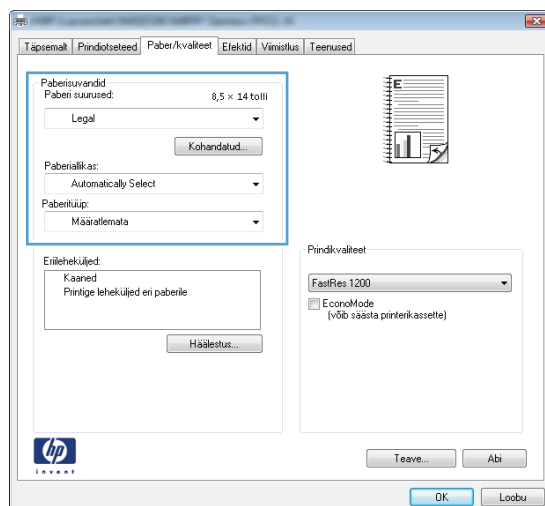 Täpsemalt Prindiotseteed Paber/kvaliteet Efektid Viimistlus Teenused
Paberisuvandid
Paberi suurused: 8,5 × 14 tolli
Legal
Kohandatud...
Paberiallikas:
Automatically Select
Paberitüüp:
Määratlemata
Erileheküljed:
Kaaned
Printige leheküljed eri paberile
Häälestus...
E
Prindikvaliteet
FastRes 1200
EconoMode
(võib säästa printerikassette)
hp
invent
Teave... Abi
OK Loobu